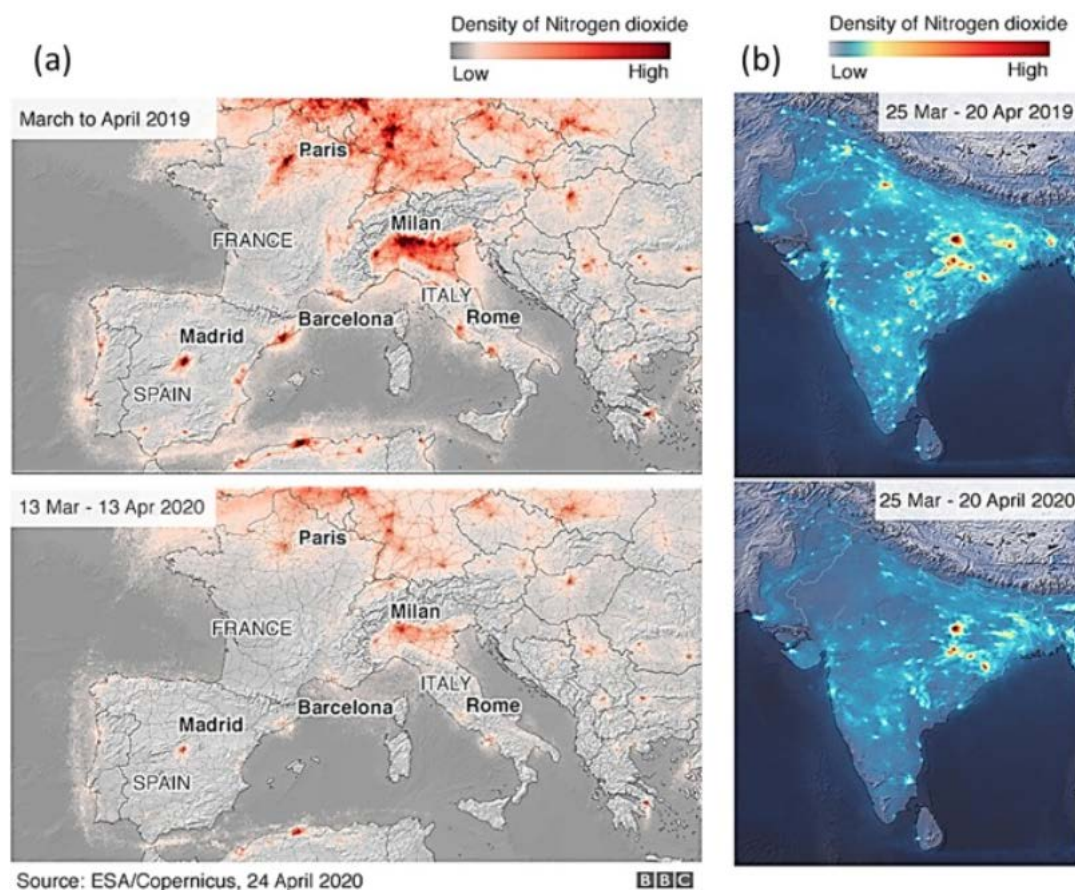 (a)
Density of Nitrogen dioxide
Low High
March to April 2019
Paris
Milan
FRANCE
ITALY
Barcelona
Rome
Madrid
SPAIN
13 Mar - 13 Apr 2020
Paris
Milan
FRANCE
ITALY
Barcelona
Rome
Madrid
SPAIN
Source: ESA/Copernicus, 24 April 2020
BBC
(b)
Density of Nitrogen dioxide
Low High
25 Mar - 20 Apr 2019
25 Mar - 20 April 2020